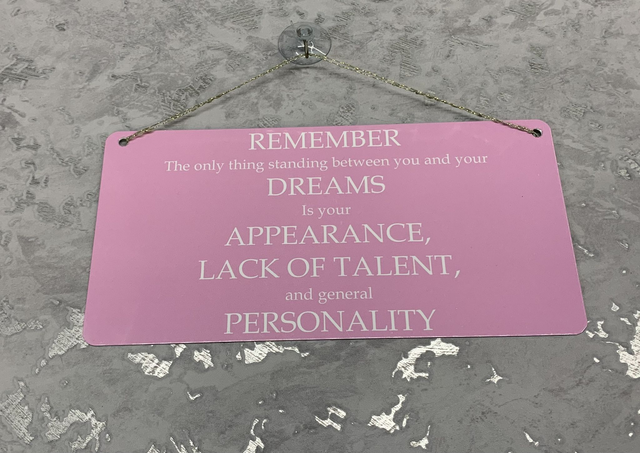 REMEMBER
The only thing standing between you and your
DREAMS
Is your
APPEARANCE,
LACK OF TALENT,
and general
PERSONALITY